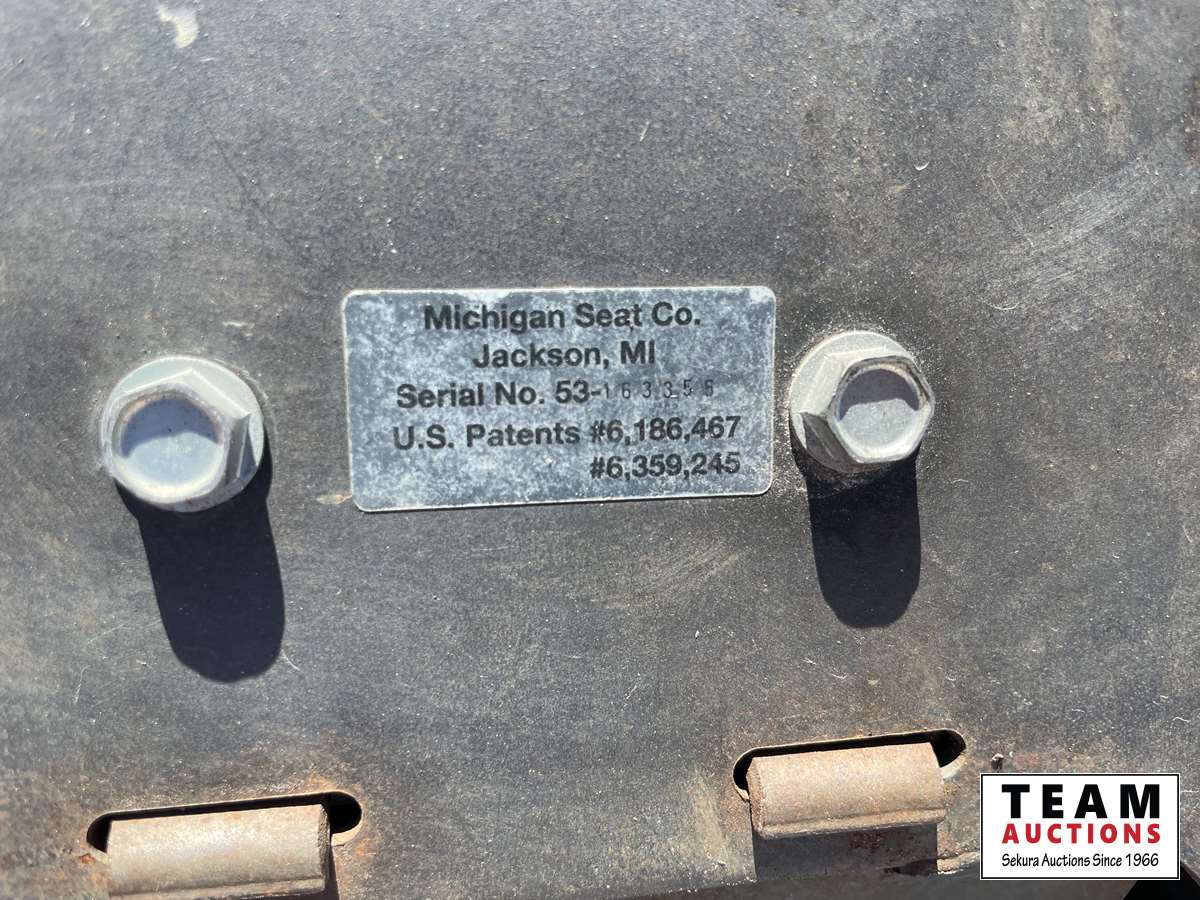 Michigan Seat Co.
Jackson, MI
Serial No. 53-163356
U.S. Patents #6,186,467
#6,359,245
TEAM
AUCTIONS
Sekura Auctions Since 1966